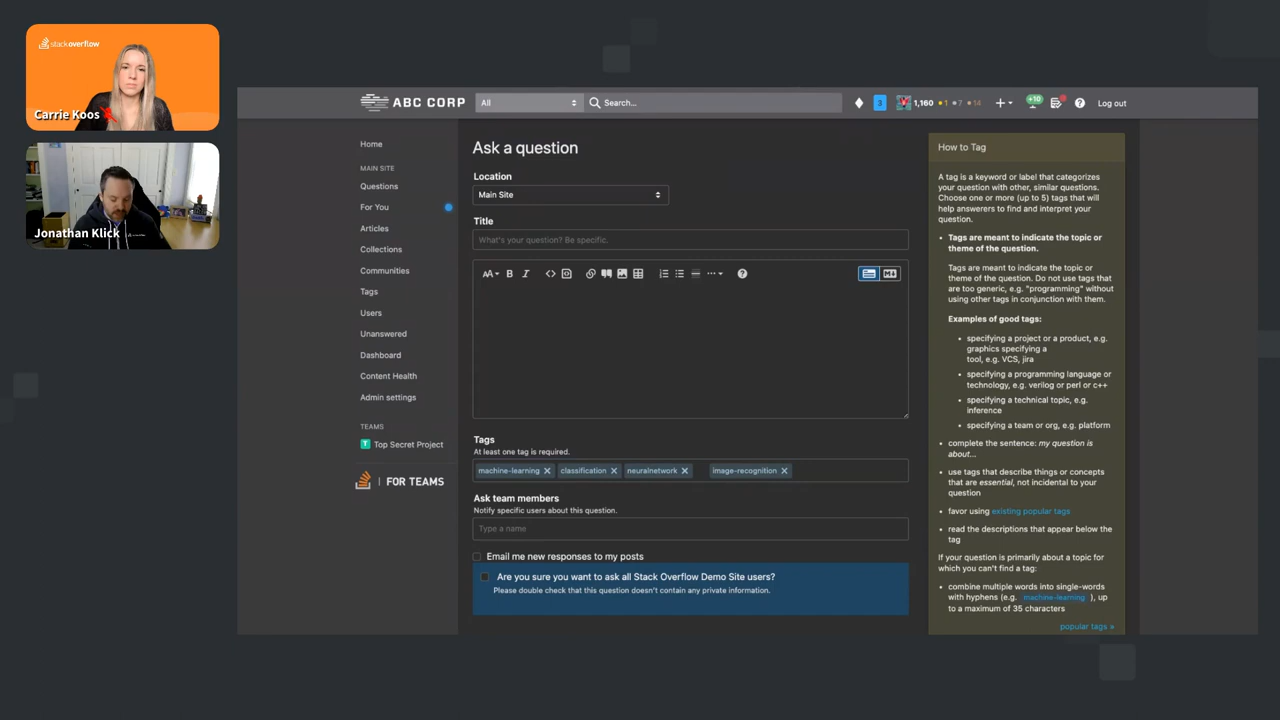 stackoverflow
Carrie Koos
Jonathan Klick
ABC CORP
All
Search...
3
1,160
1
7
14
+10
Log out
Home
MAIN SITE
Questions
For You
Articles
Collections
Communities
Tags
Users
Unanswered
Dashboard
Content Health
Admin settings
TEAMS
T Top Secret Project
FOR TEAMS
Ask a question
Location
Main Site
Title
What's your question? Be specific.
AA B I
Tags
At least one tag is required.
machine-learning classification neuralnetwork image-recognition
Ask team members
Notify specific users about this question.
Type a name
Email me new responses to my posts
Are you sure you want to ask all Stack Overflow Demo Site users?
Please double check that this question doesn't contain any private information.
How to Tag
A tag is a keyword or label that categorizes
your question with other, similar questions.
Choose one or more (up to 5) tags that will
help answerers to find and interpret your
question.
Tags are meant to indicate the topic or
theme of the question.
Tags are meant to indicate the topic or
theme of the question. Do not use tags that
are too generic, e.g. "programming" without
using other tags in conjunction with them.
Examples of good tags:
specifying a project or a product, e.g.
graphics specifying a
tool, e.g. VCS, jira
specifying a programming language or
technology, e.g. verilog or perl or c++
specifying a technical topic, e.g.
inference
specifying a team or org, e.g. platform
complete the sentence: my question is
about...
use tags that describe things or concepts
that are essential, not incidental to your
question
favor using existing popular tags
read the descriptions that appear below the
tag
If your question is primarily about a topic for
which you can't find a tag:
combine multiple words into single-words
with hyphens (e.g. machine-learning ), up
to a maximum of 35 characters
popular tags »